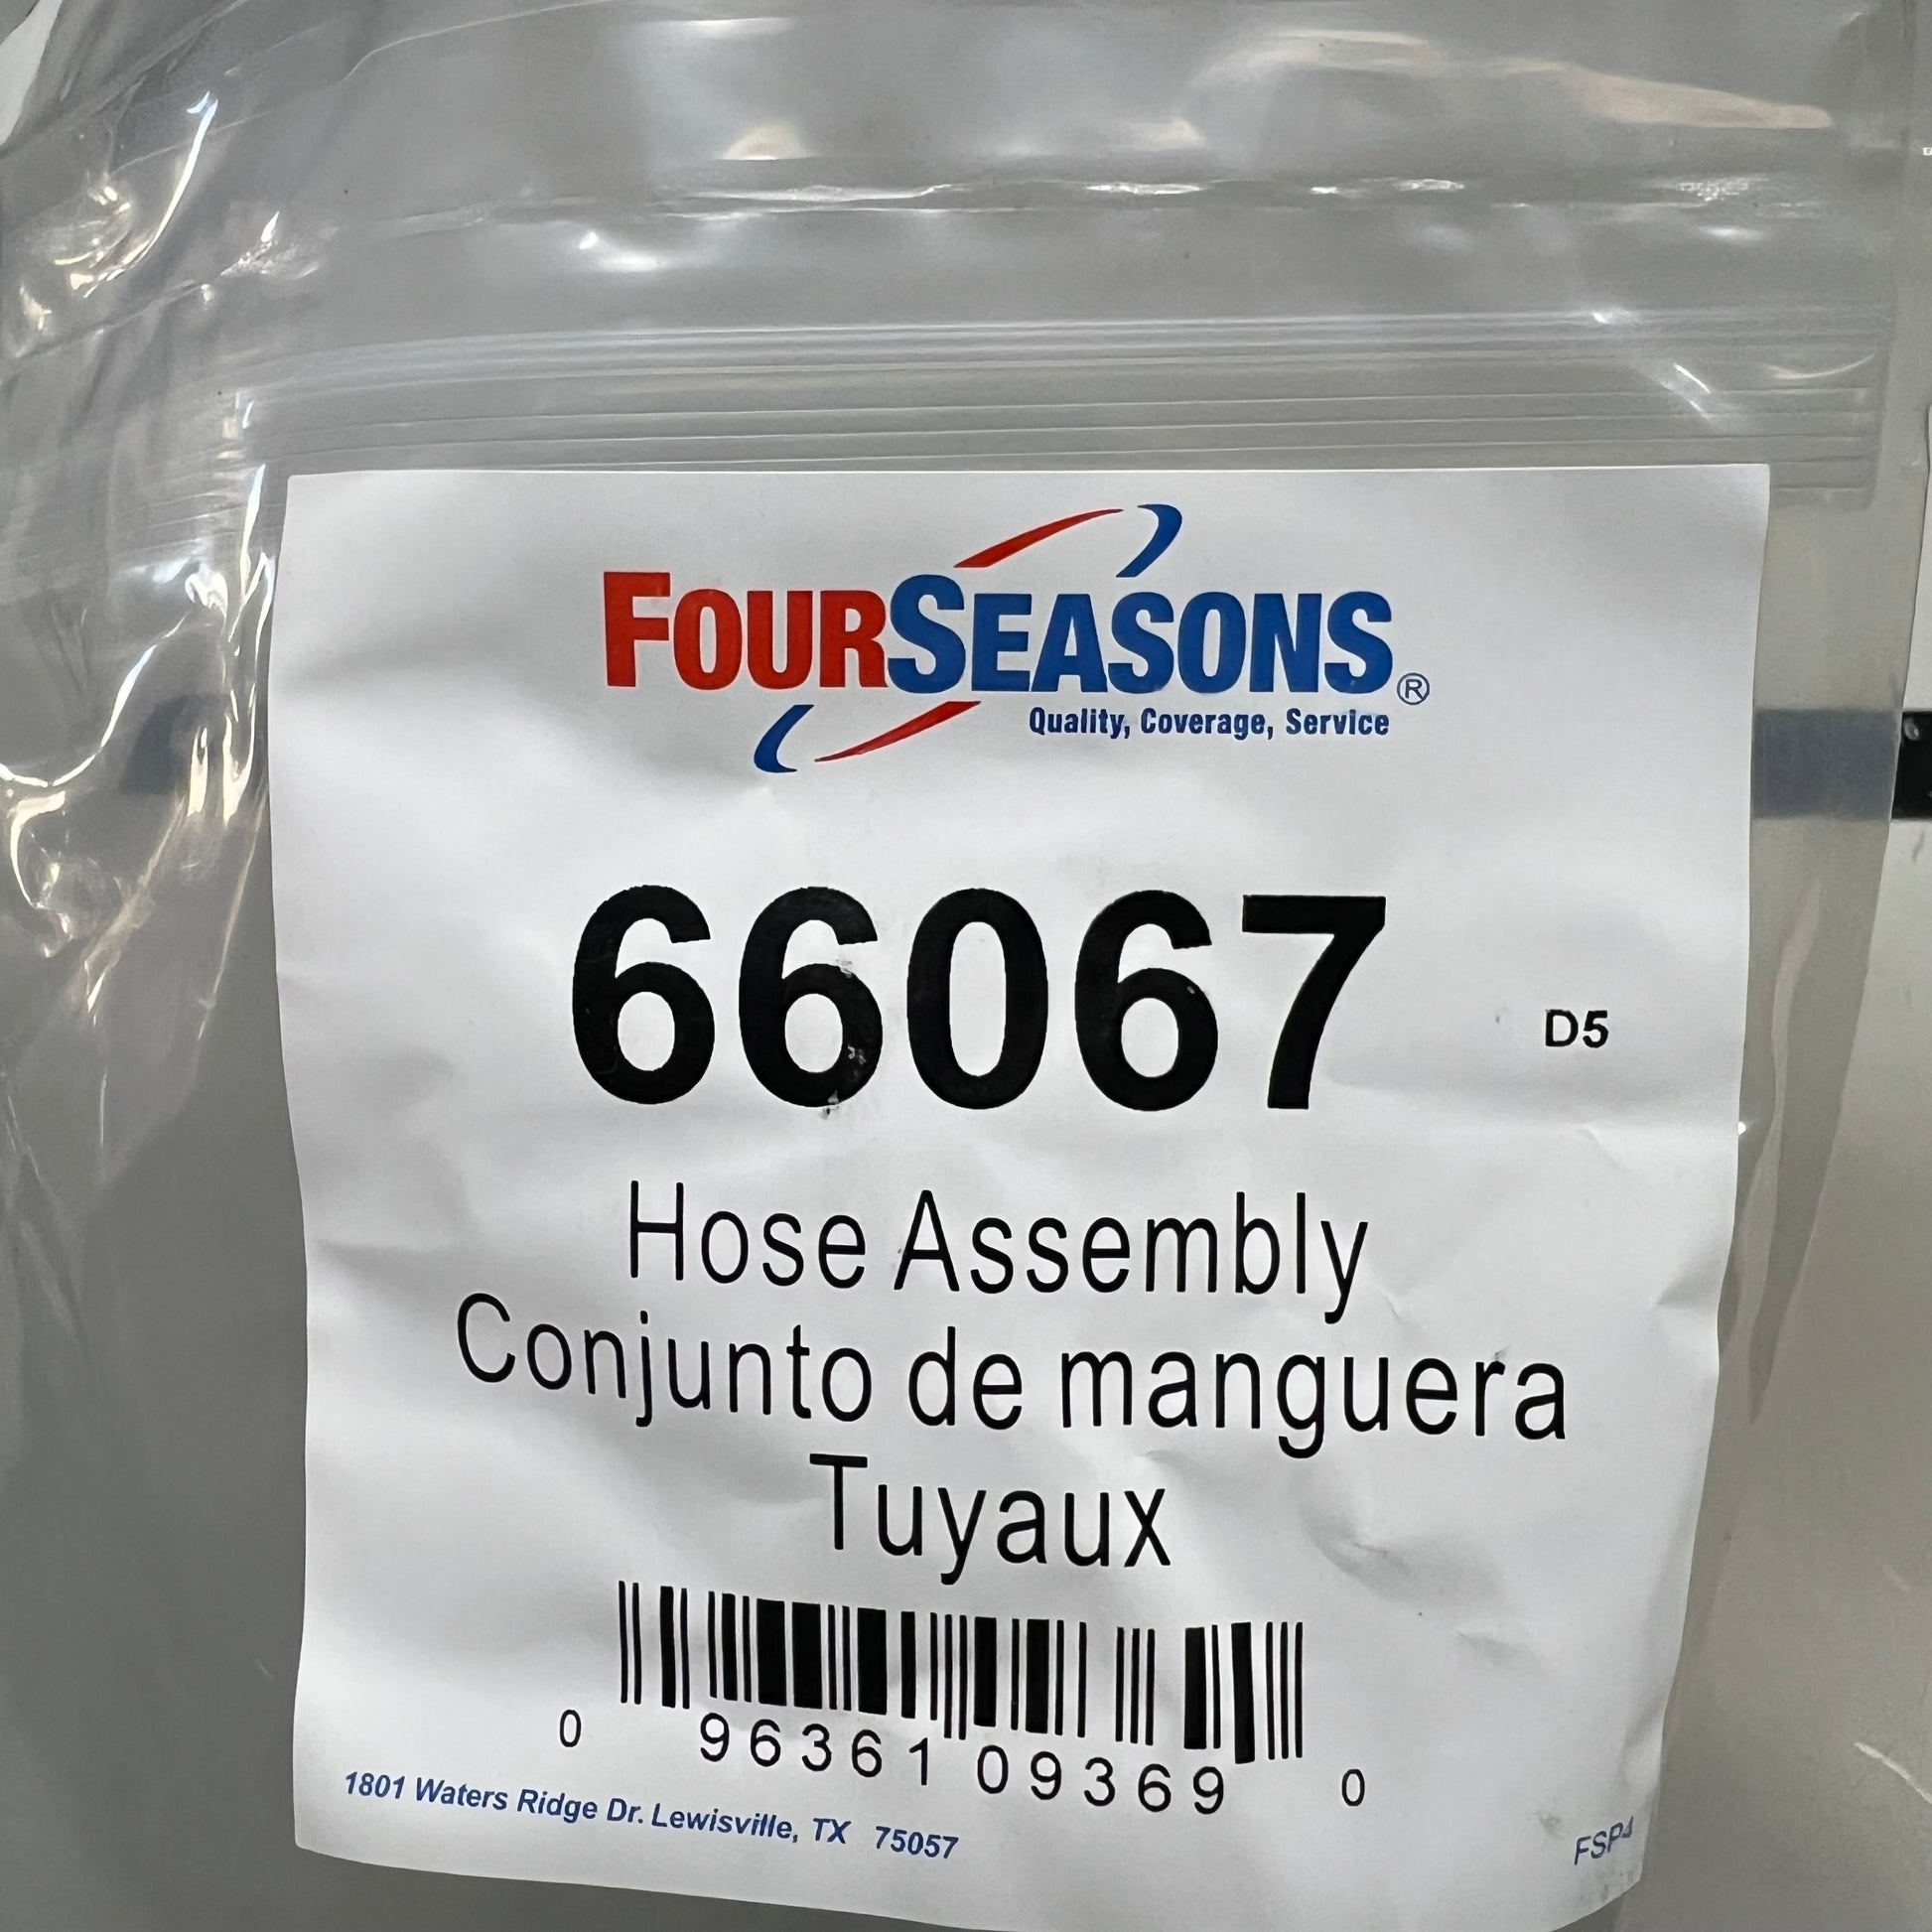 FOURSEASONS®
Quality, Coverage, Service
66067
D5
Hose Assembly
Conjunto de manguera
Tuyaux
0 96361 09369 0
1801 Waters Ridge Dr. Lewisville, TX 75057
FSP4